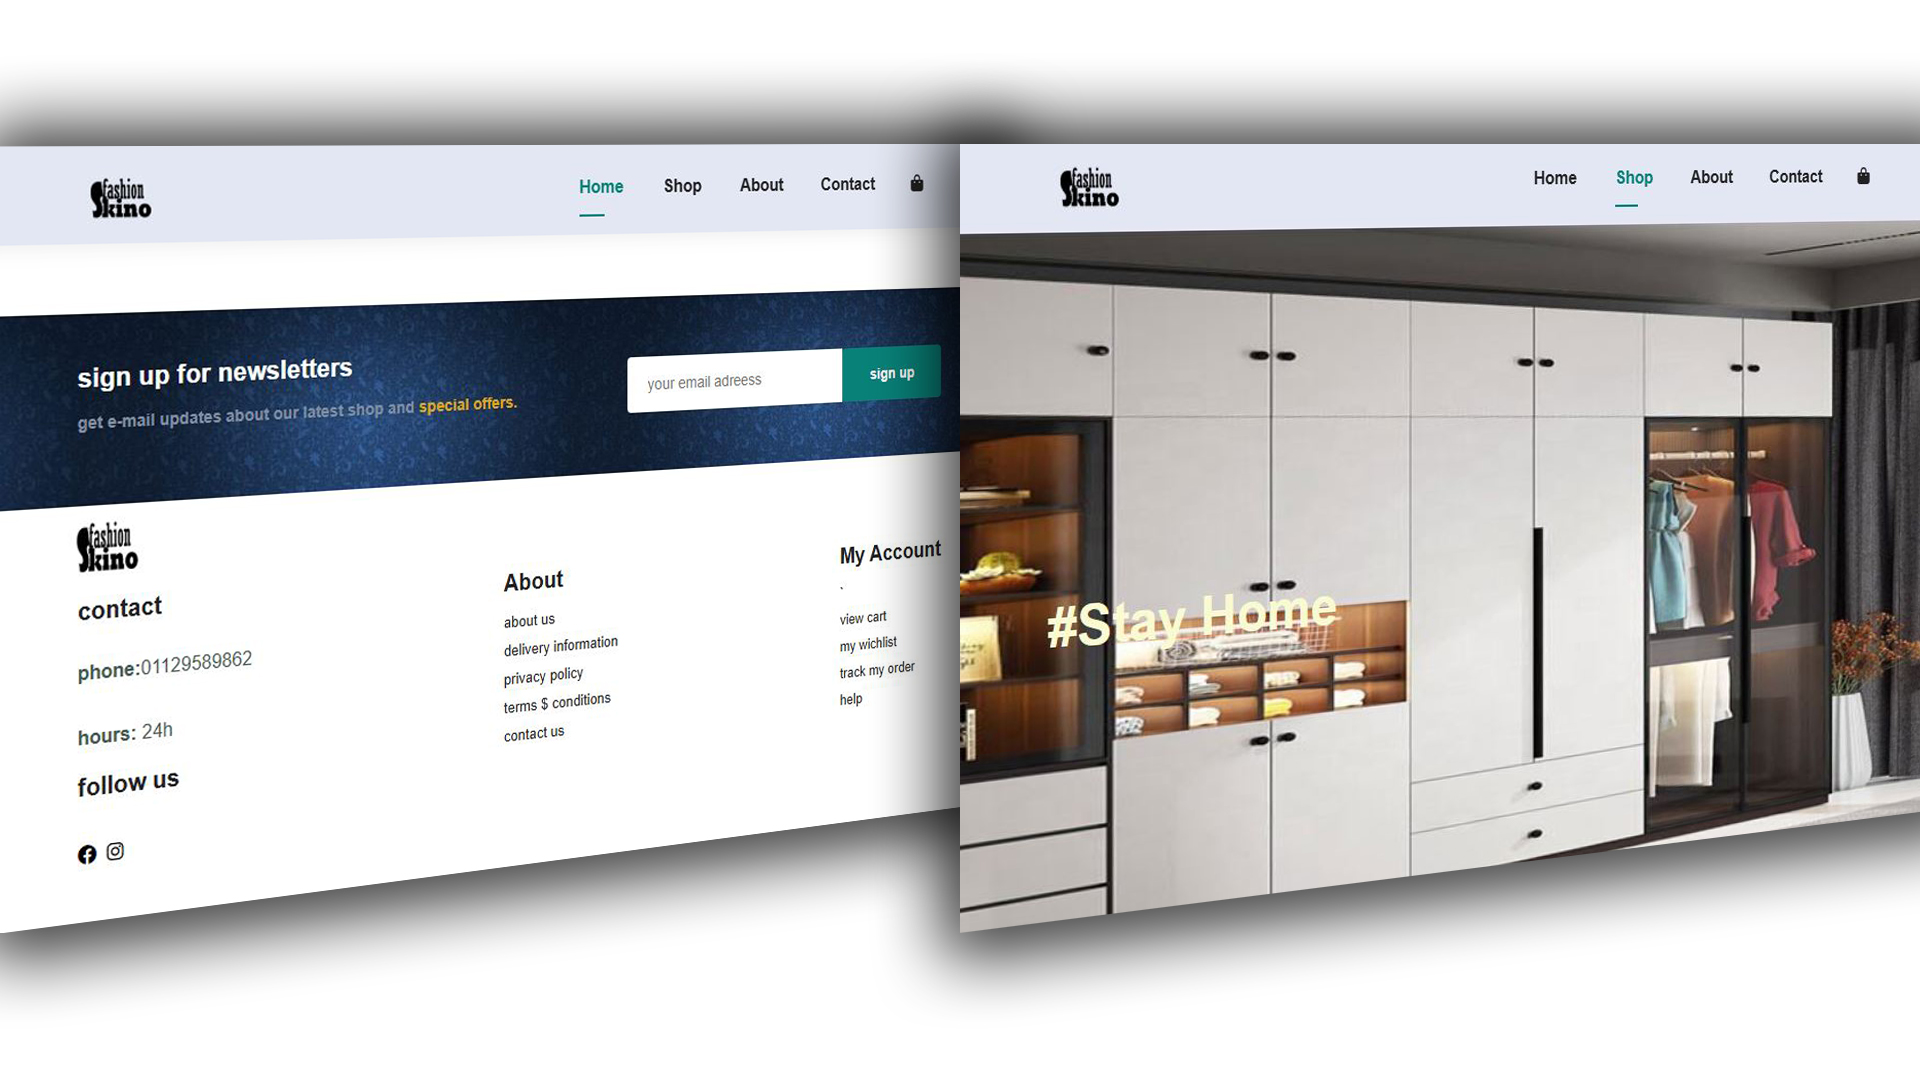 fashion
Skino
Home
Shop
About
Contact
sign up for newsletters
get e-mail updates about our latest shop and special offers.
your email adreess
sign up
fashion
Skino
contact
phone:01129589862
hours: 24h
follow us
About
about us
delivery information
privacy policy
terms $ conditions
contact us
My Account
`
view cart
my wichlist
track my order
help
fashion
Skino
Home
Shop
About
Contact
#Stay Home